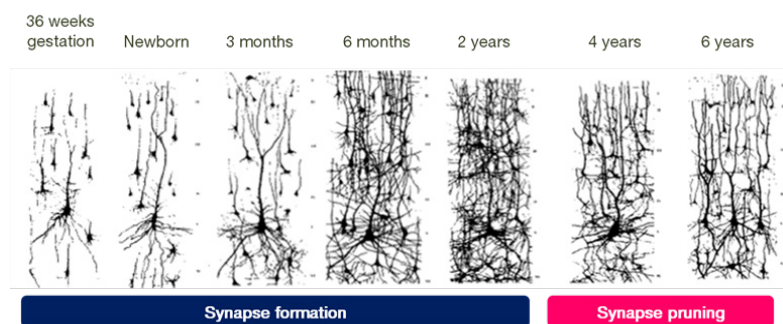 36 weeks
gestation
Newborn
3 months
6 months
2 years
4 years
6 years
Synapse formation
Synapse pruning